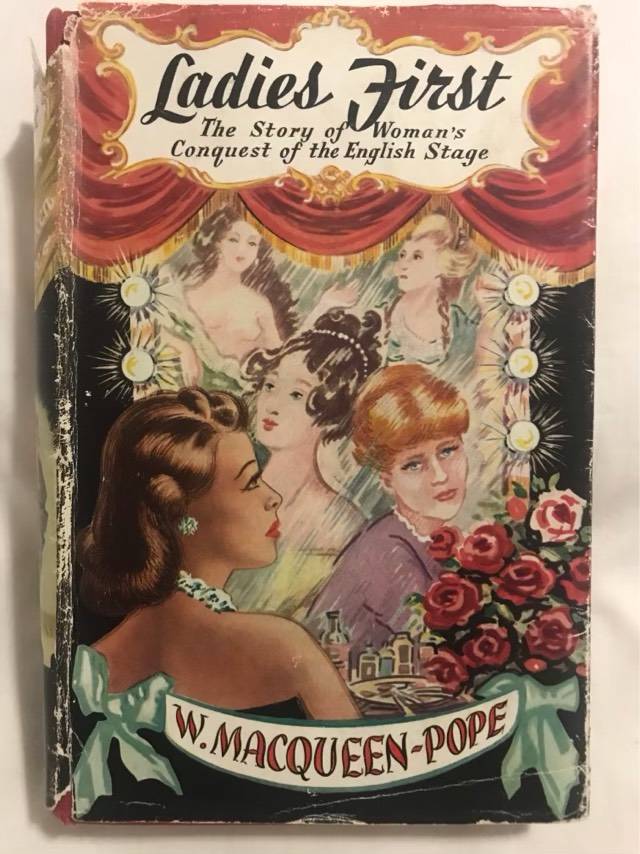 Ladies First
The Story of Woman's
Conquest of the English Stage
W. MACQUEEN-POPE